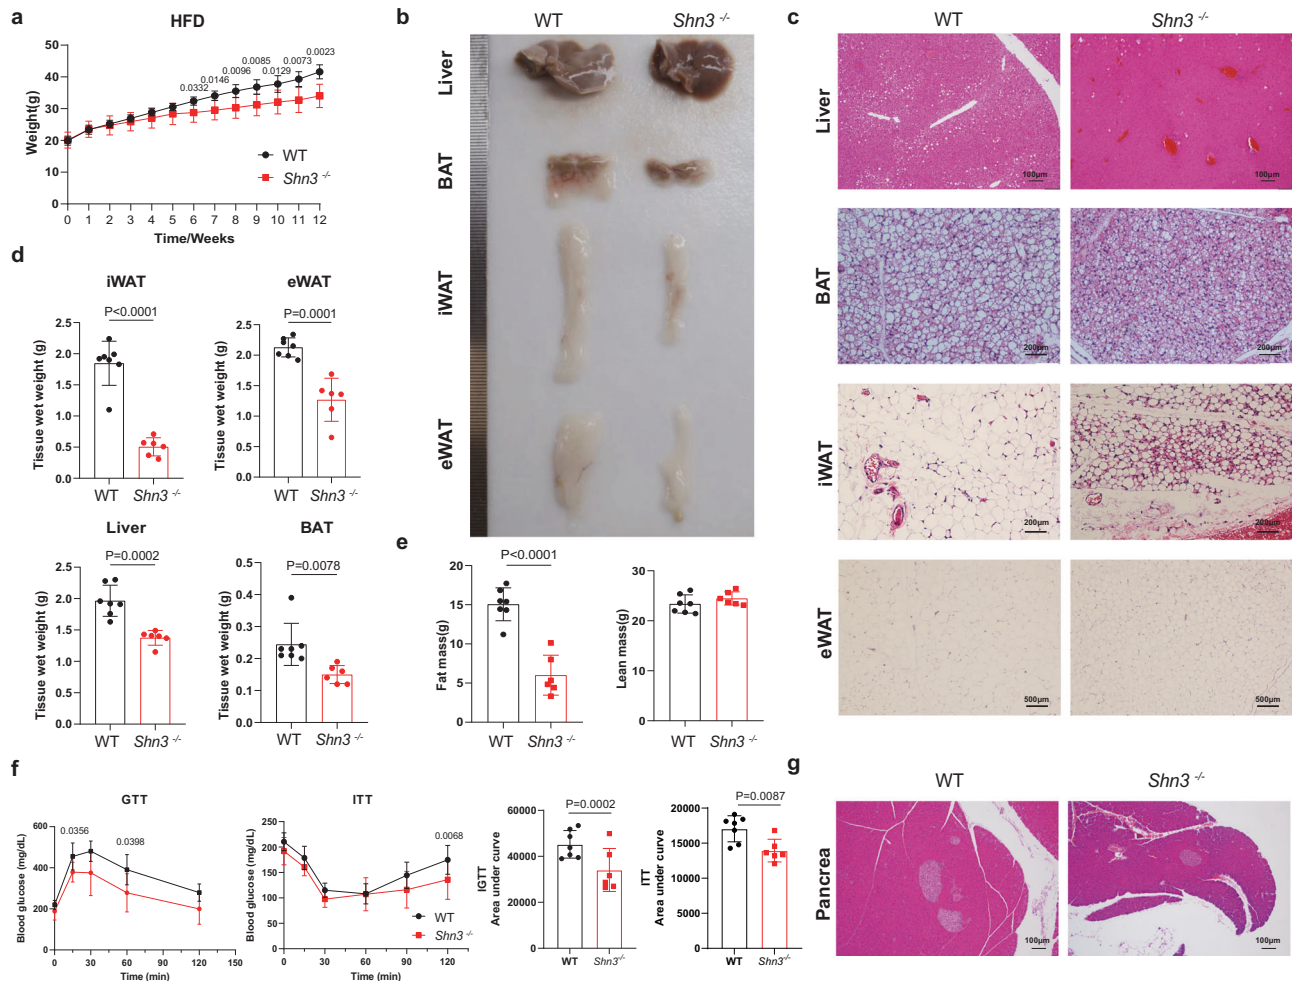 a
HFD
Weight(g)
50
40
30
20
10
0
0.0332
0.0146
0.0096
0.0085
0.0129
0.0073
0.0023
WT
Shn3 -/-
0 1 2 3 4 5 6 7 8 9 10 11 12
Time/Weeks
b
WT
Shn3 -/-
Liver
BAT
iWAT
eWAT
c
WT
Shn3 -/-
Liver
100µm
100µm
BAT
200µm
200µm
iWAT
200µm
200µm
eWAT
500µm
500µm
d
iWAT
P<0.0001
Tissue wet weight (g)
2.5
2.0
1.5
1.0
0.5
0.0
WT
Shn3 -/-
eWAT
P=0.0001
Tissue wet weight (g)
2.5
2.0
1.5
1.0
0.5
0.0
WT
Shn3 -/-
Liver
P=0.0002
Tissue wet weight (g)
2.5
2.0
1.5
1.0
0.5
0.0
WT
Shn3 -/-
BAT
P=0.0078
Tissue wet weight (g)
0.5
0.4
0.3
0.2
0.1
0.0
WT
Shn3 -/-
e
P<0.0001
Fat mass(g)
20
15
10
5
0
WT
Shn3 -/-
Lean mass(g)
30
20
10
0
WT
Shn3 -/-
f
GTT
Blood glucose (mg/dL)
600
400
200
0
0.0356
0.0398
0 30 60 90 120 150
Time (min)
ITT
Blood glucose (mg/dL)
250
200
150
100
50
0
0.0068
WT
Shn3 -/-
0 30 60 90 120
Time (min)
P=0.0002
IGTT
Area under curve
60000
40000
20000
0
WT
Shn3-/-
P=0.0087
ITT
Area under curve
20000
15000
10000
5000
0
WT
Shn3-/-
g
WT
Shn3 -/-
Pancrea
100µm
100µm